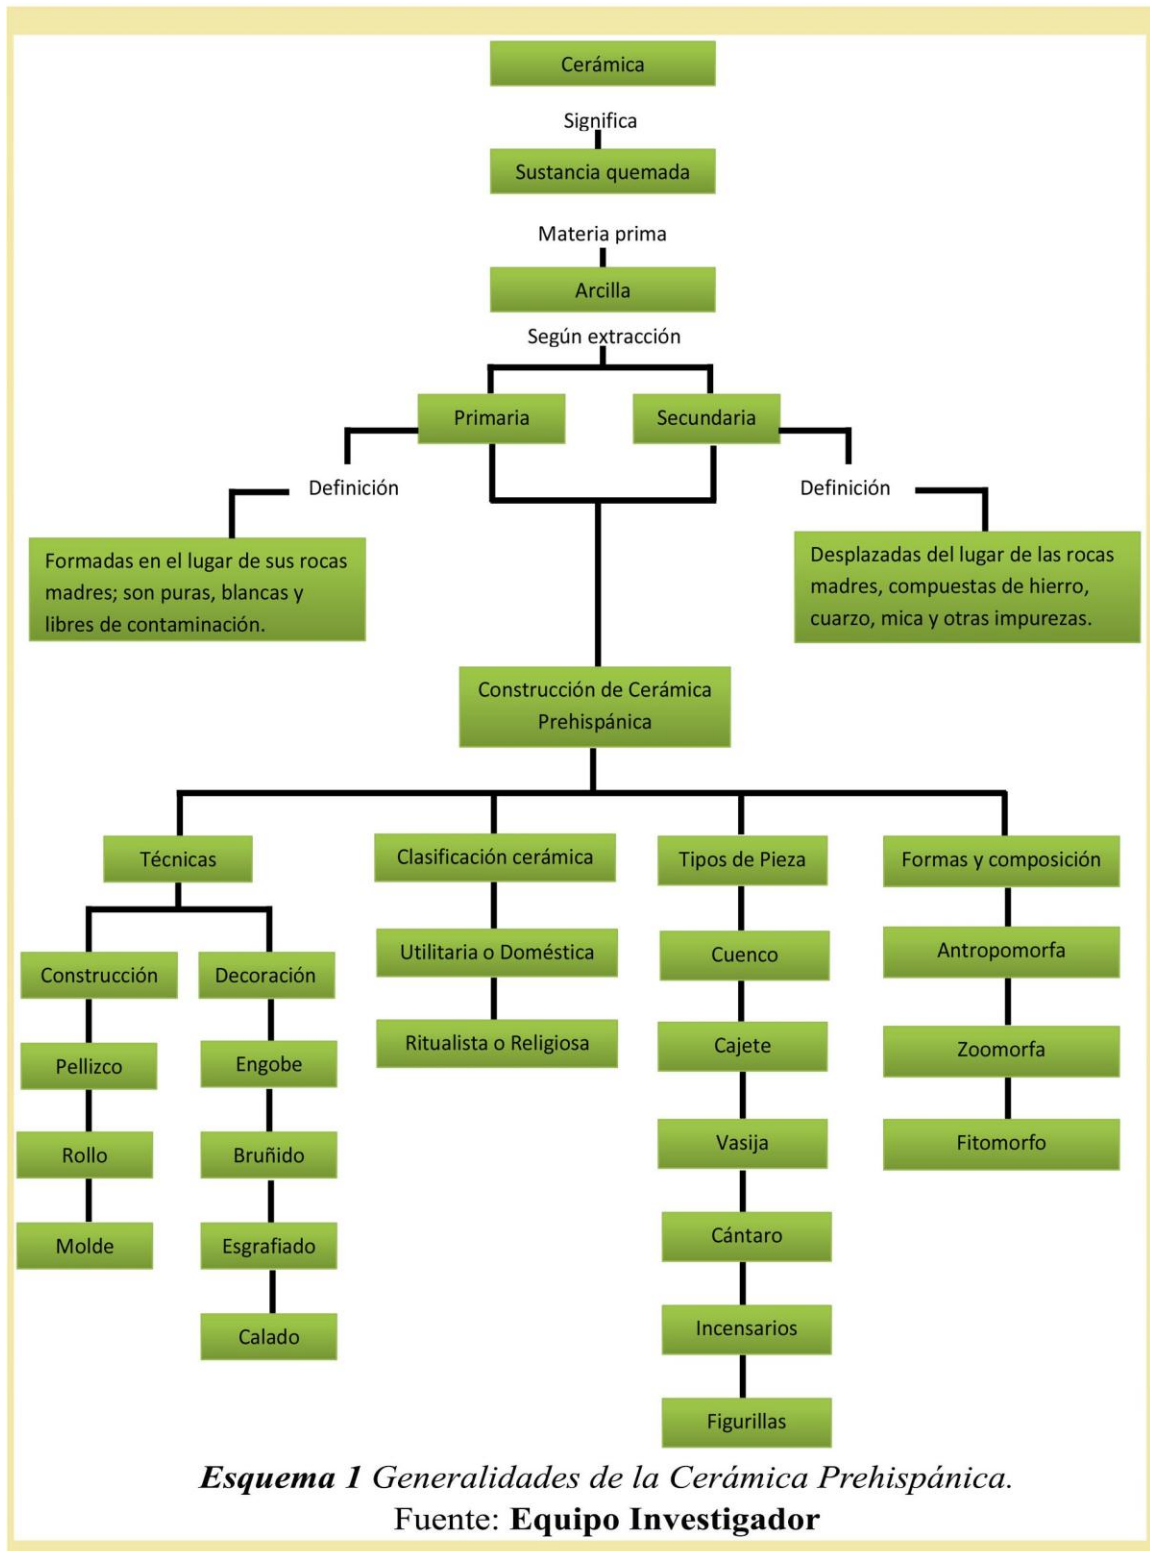 Cerámica
Significa
Sustancia quemada
Materia prima
Arcilla
Según extracción
Primaria
Secundaria
Definición
Definición
Formadas en el lugar de sus rocas
madres; son puras, blancas y
libres de contaminación.
Desplazadas del lugar de las rocas
madres, compuestas de hierro,
cuarzo, mica y otras impurezas.
Construcción de Cerámica
Prehispánica
Técnicas
Construcción
Pellizco
Rollo
Molde
Decoración
Engobe
Bruñido
Esgrafiado
Calado
Clasificación cerámica
Utilitaria o Doméstica
Ritualista o Religiosa
Tipos de Pieza
Cuenco
Cajete
Vasija
Cántaro
Incensarios
Figurillas
Formas y composición
Antropomorfa
Zoomorfa
Fitomorfo
Esquema 1 Generalidades de la Cerámica Prehispánica.
Fuente: Equipo Investigador